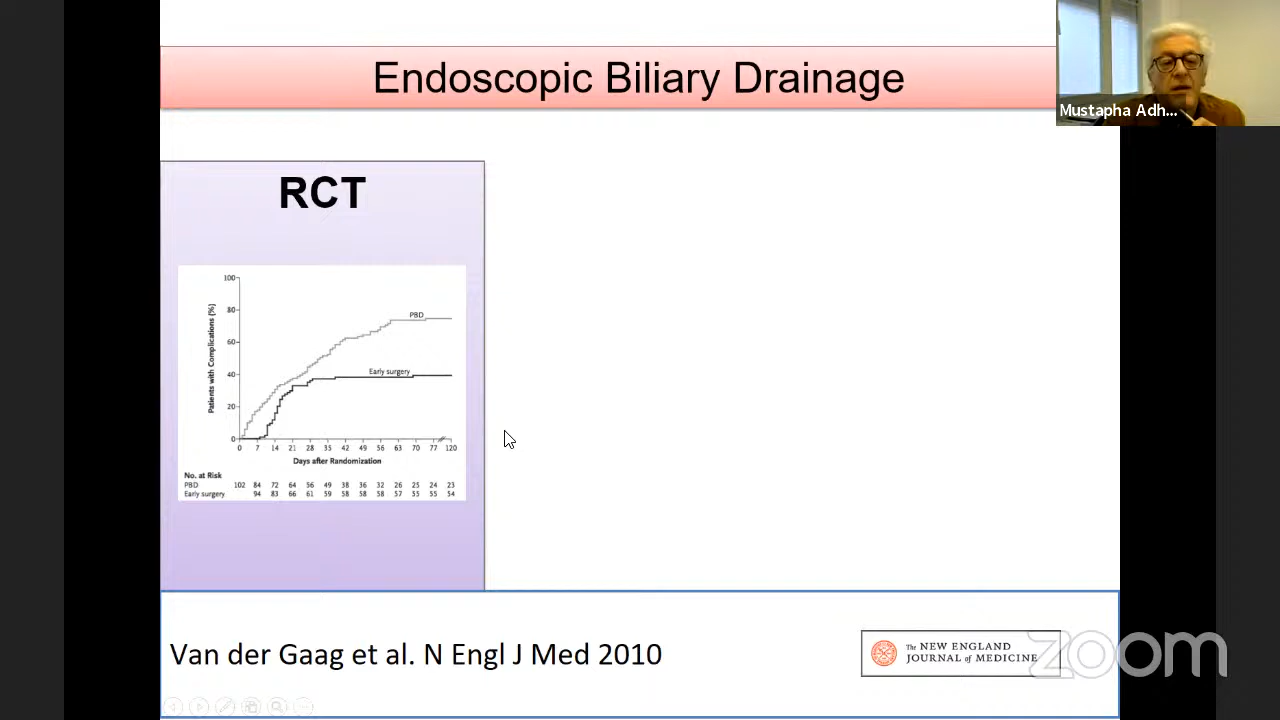 Endoscopic Biliary Drainage
Mustapha Adh...
RCT
100
80
60
40
20
0
Patients with Complications (%)
PBD
Early surgery
0 7 14 21 28 35 42 49 56 63 70 77 120
Days after Randomization
No. at Risk
PBD 102 84 72 64 56 49 38 36 32 26 25 24 23
Early surgery 94 83 66 61 59 58 58 58 57 55 55 54
Van der Gaag et al. N Engl J Med 2010
The NEW ENGLAND
JOURNAL of MEDICINE
zoom